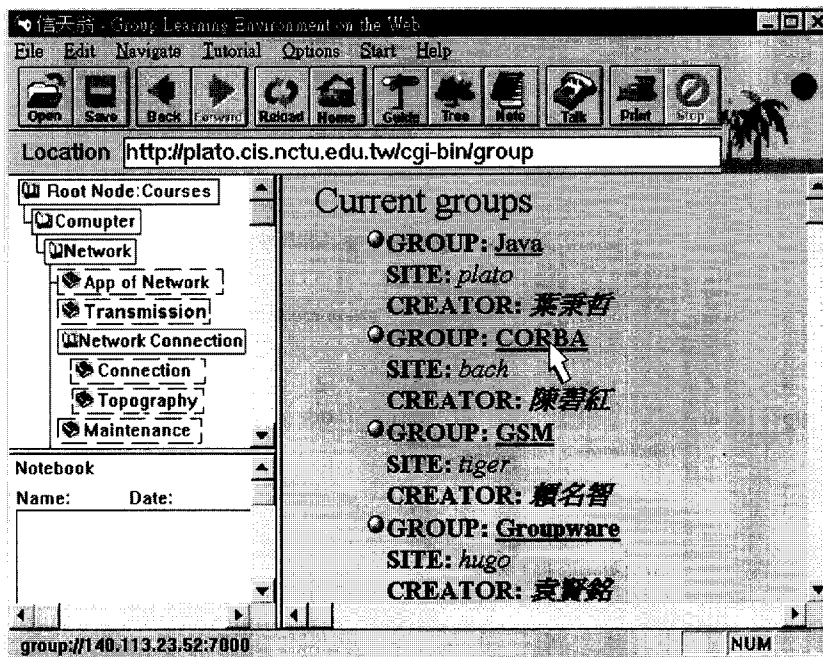 信天翁 - Group Learning Environment on the Web
File Edit Navigate Tutorial Options Start Help
Open Save Back Forward Reload Home Guide Tree Note Talk Print Stop
Location http://plato.cis.nctu.edu.tw/cgi-bin/group
Root Node:Courses
Comupter
Network
App of Network
Transmission
Network Connection
Connection
Topography
Maintenance
Notebook
Name: Date:
Current groups
GROUP: Java
SITE: plato
CREATOR: 葉秉哲
GROUP: CORBA
SITE: bach
CREATOR: 陳碧紅
GROUP: GSM
SITE: tiger
CREATOR: 賴名智
GROUP: Groupware
SITE: hugo
CREATOR: 袁賢銘
group://140.113.23.52:7000
NUM